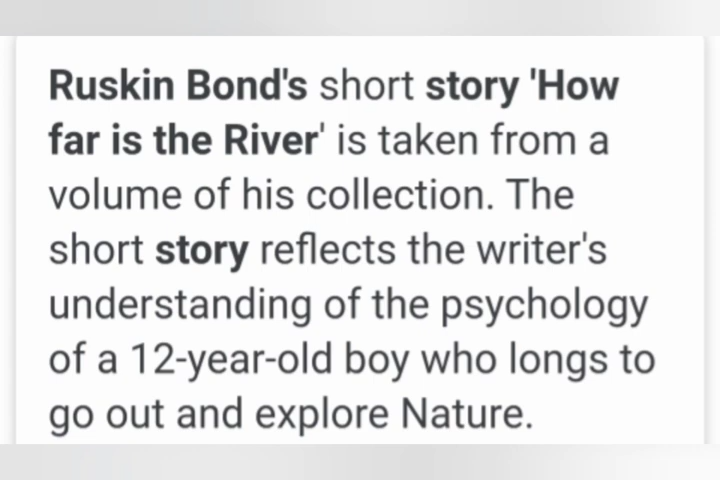 Ruskin Bond's short story 'How
far is the River' is taken from a
volume of his collection. The
short story reflects the writer's
understanding of the psychology
of a 12-year-old boy who longs to
go out and explore Nature.